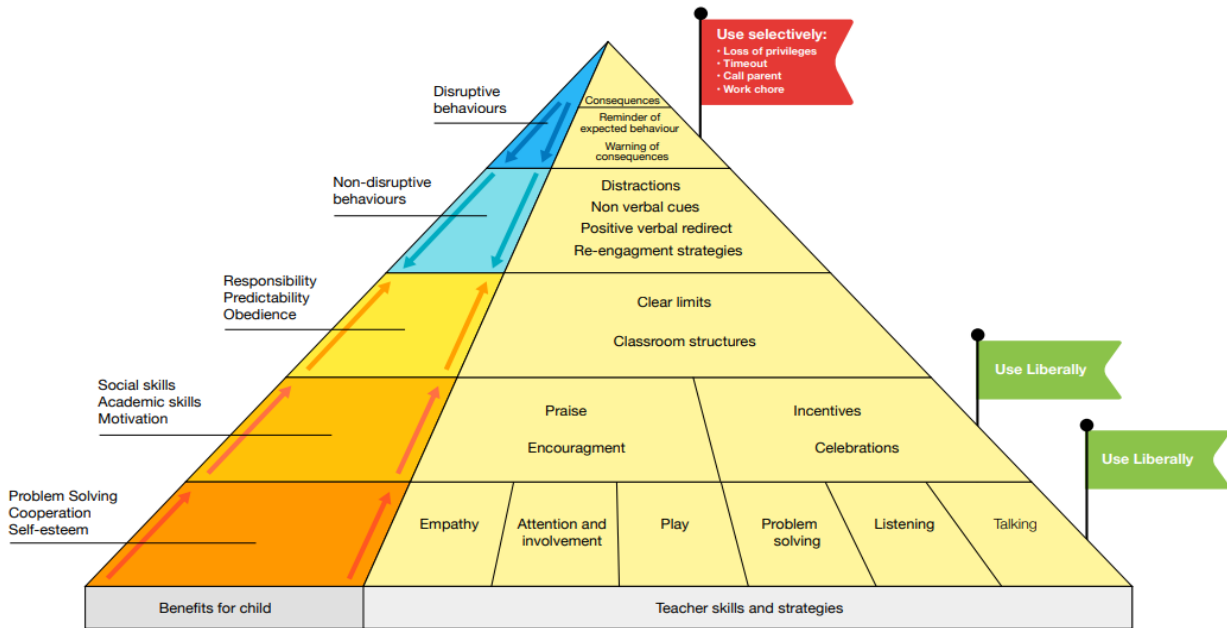 Use selectively:
• Loss of privileges
• Timeout
• Call parent
• Work chore
Disruptive
behaviours
Consequences
Reminder of
expected behaviour
Warning of
consequences
Non-disruptive
behaviours
Distractions
Non verbal cues
Positive verbal redirect
Re-engagment strategies
Responsibility
Predictability
Obedience
Clear limits
Classroom structures
Use Liberally
Social skills
Academic skills
Motivation
Praise
Encouragment
Incentives
Celebrations
Use Liberally
Problem Solving
Cooperation
Self-esteem
Empathy
Attention and
involvement
Play
Problem
solving
Listening
Talking
Benefits for child
Teacher skills and strategies